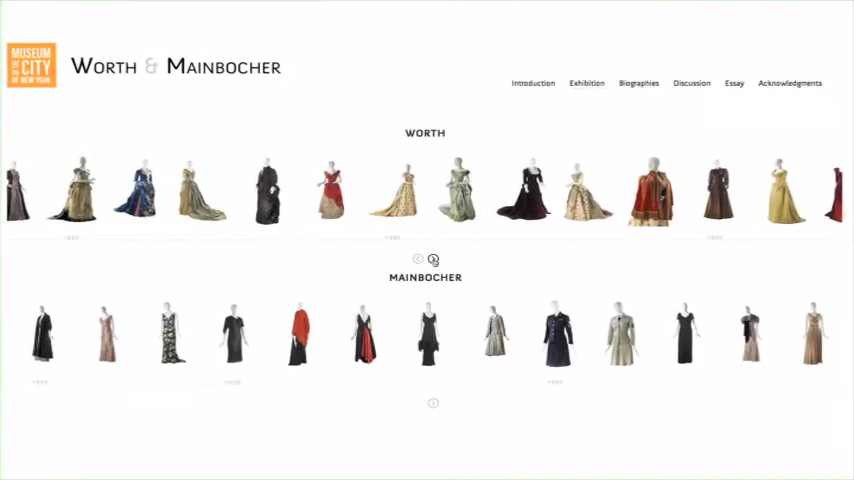 MUSEUM
OF THE
CITY
OF NEW YORK
WORTH & MAINBOCHER
Introduction Exhibition Biographies Discussion Essay Acknowledgments
WORTH
MAINBOCHER